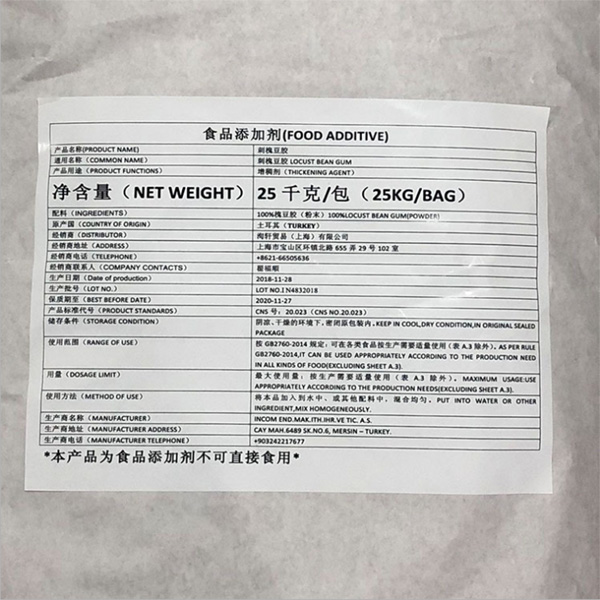 食品添加剂(FOOD ADDITIVE)
产品名称(PRODUCT NAME) 刺槐豆胶
通用名称（COMMON NAME） 刺槐豆胶 LOCUST BEAN GUM
产品用途（PRODUCT FUNCTIONS） 增稠剂（THICKENING AGENT）
净含量（NET WEIGHT） 25 千克/包（25KG/BAG）
配料（INGREDIENTS） 100%槐豆胶（粉末）100%LOCUST BEAN GUM(POWDER)
原产国（COUNTRY OF ORIGIN） 土耳其（TURKEY）
经销商（DISTRIBUTOR） 贸易（上海）有限公司
经销商地址（ADDRESS） 上海市宝山区环镇北路 655 弄 29 号 102 室
经销商电话（TELEPHONE） +8621-66505636
经销商联系人（COMPANY CONTACTS）
生产日期（Date of production） 2018-11-28
生产批号（LOT NO.） LOT NO.I N4832018
保质期至（BEST BEFORE DATE） 2020-11-27
产品标准代号（PRODUCT STANDARDS） CNS 号: 20.023（CNS NO.20.023）
储存条件（STORAGE CONDITION） 阴凉、干燥的环境下,密闭原包装内。KEEP IN COOL,DRY CONDITION,IN ORIGINAL SEALED
PACKAGE
使用范围（RANGE OF USE） 按 GB2760-2014 规定: 可在各类食品按生产需要适量使用（表 A.3 除外）。AS PER RULE
GB2760-2014,IT CAN BE USED APPROPRIATELY ACCORDING TO THE PRODUCTION NEED
IN ALL KINDS OF FOOD(EXCLUDING SHEET A.3).
用量（DOSAGE LIMIT） 最大使用量: 按生产需要适量使用（表 A.3 除外）。MAXIMUM USAGE:USE
APPROPRIATELY ACCORDING TO THE PRODUCTION NEEDS(EXCLUDING SHEET A.3).
使用方法（METHOD OF USE） 将本品加入到水中，或其他配料中，混合均匀。PUT INTO WATER OR OTHER
INGREDIENT,MIX HOMOGENEOUSLY.
生产商名称（MANUFACTURER） INCOM END.MAK.ITH.IHR.VE TIC. A.S.
生产商地址（MANUFACTURER ADDRESS） CAY MAH.6489 SK.NO.6, MERSIN – TURKEY.
生产商电话（MANUFACTURER TELEPHONE） +903242217677
*本产品为食品添加剂不可直接食用*